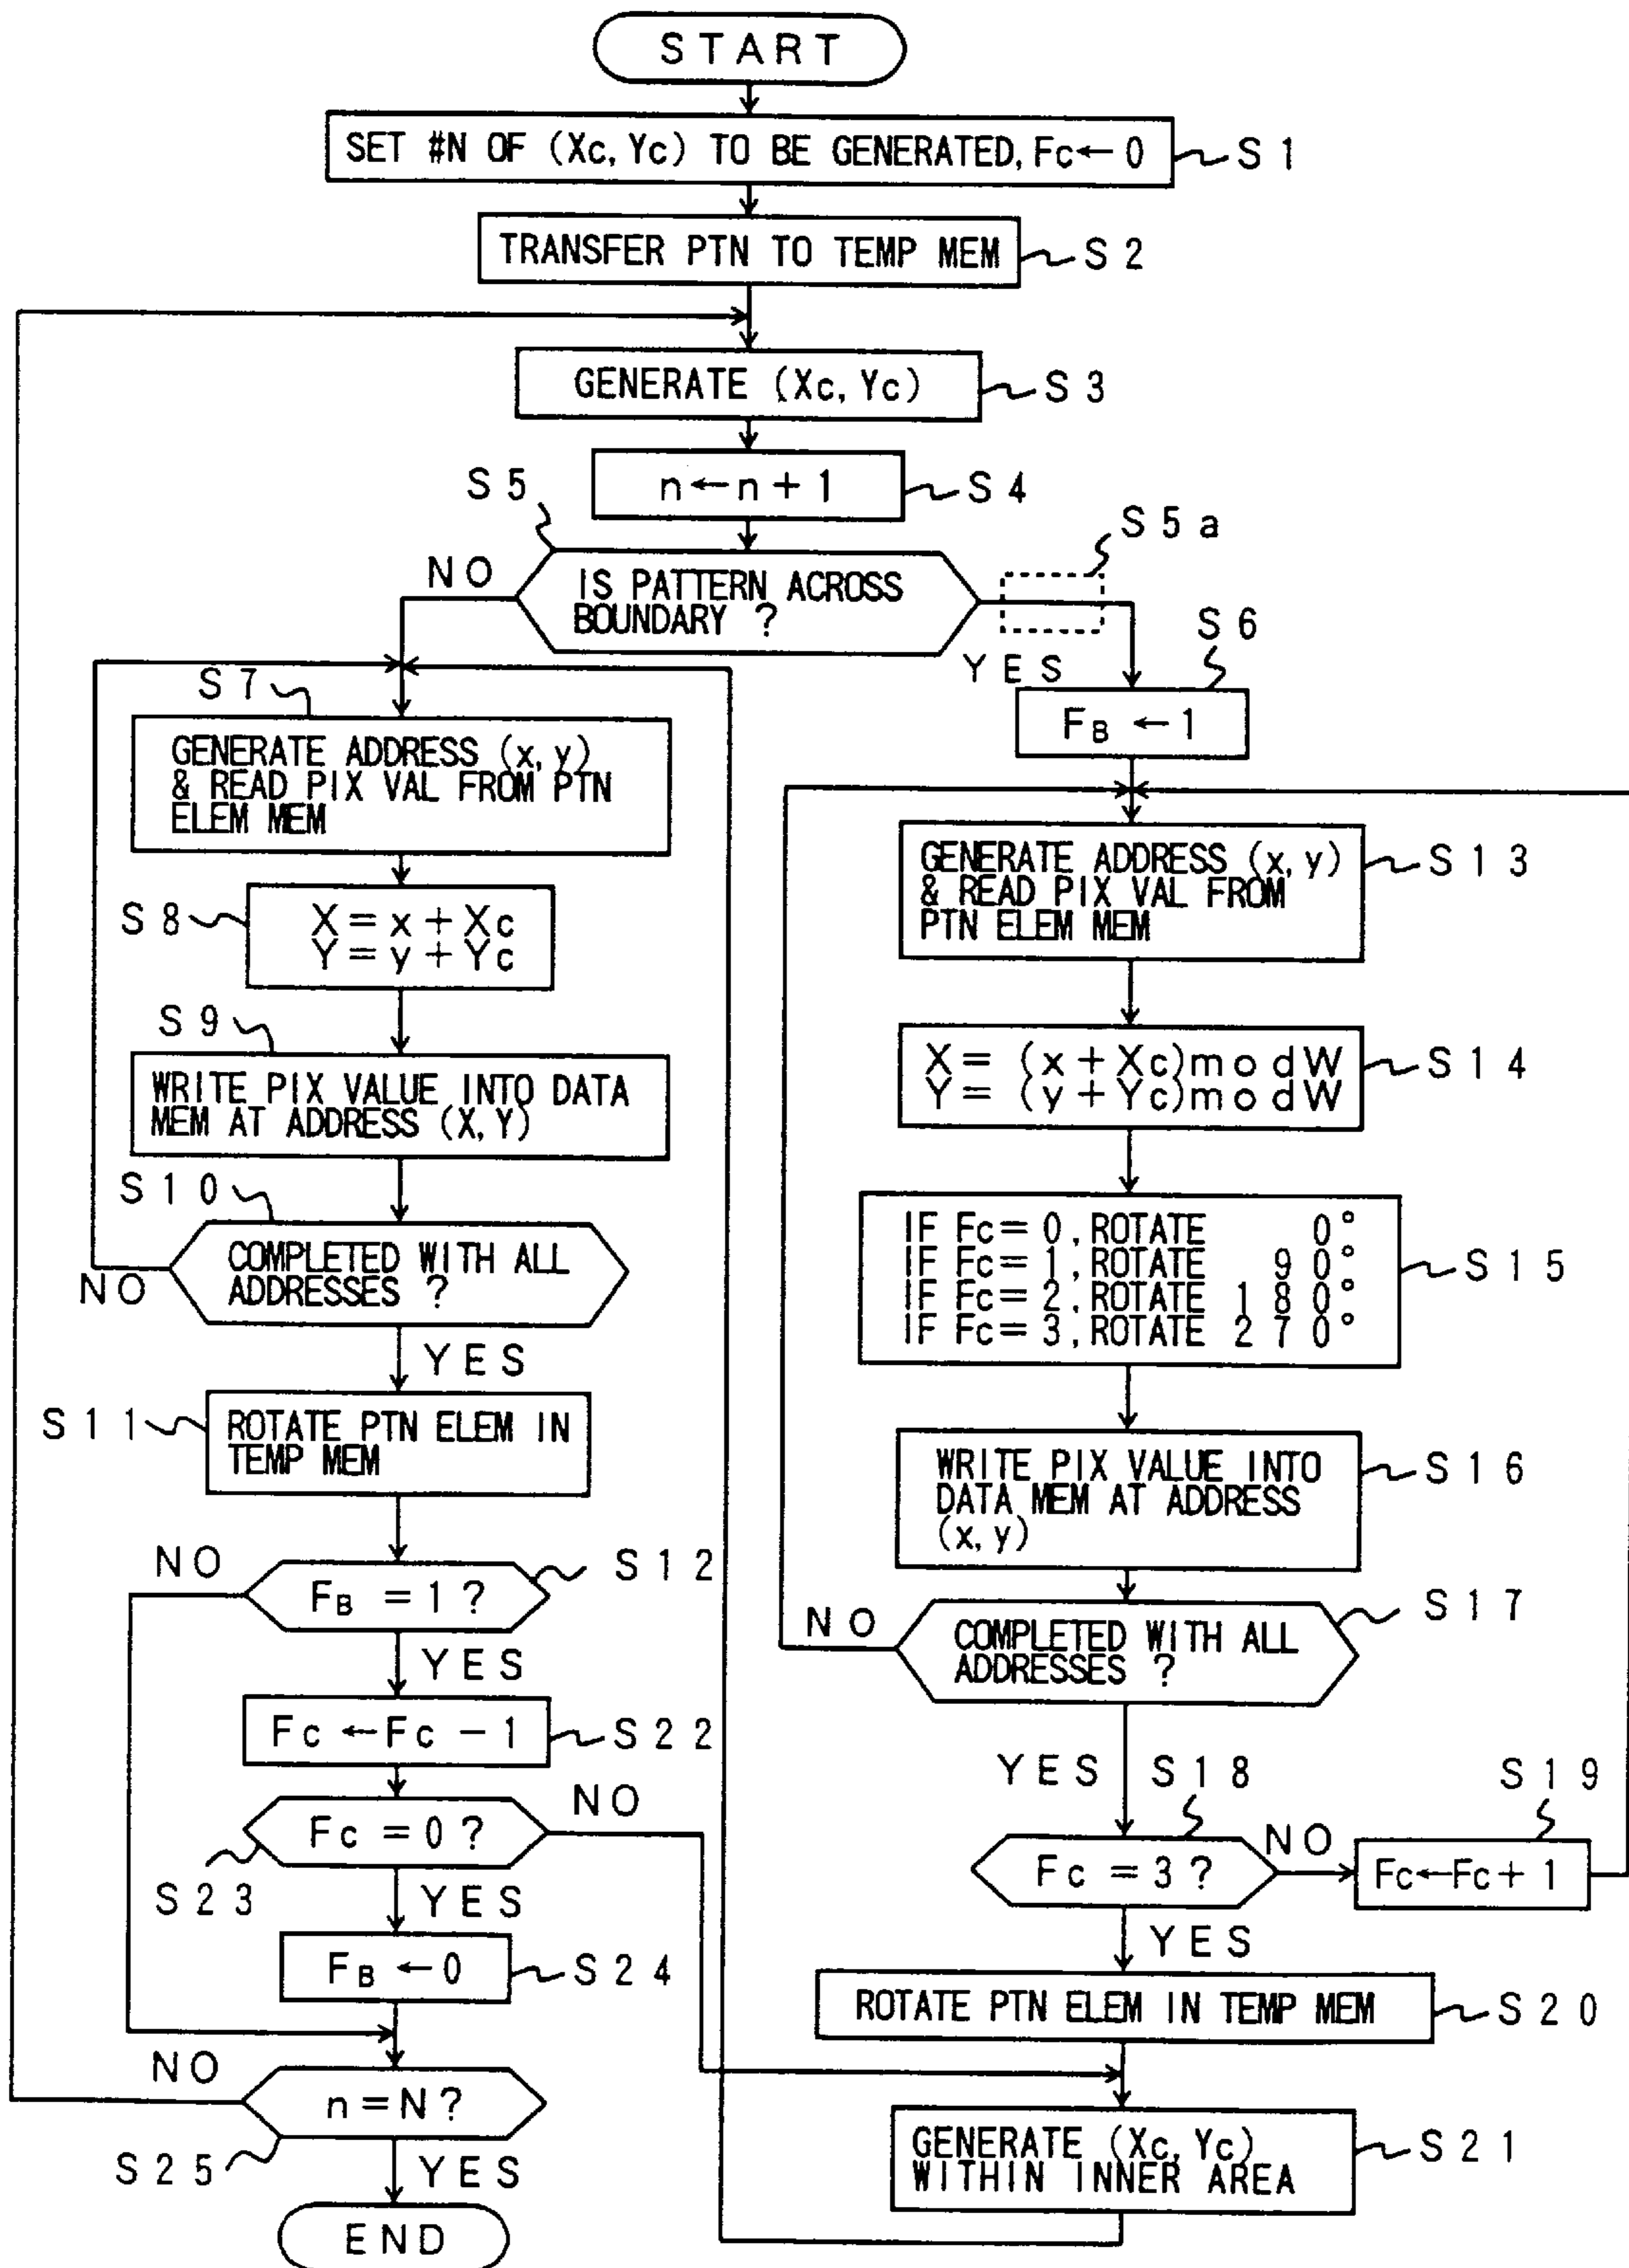 START
SET #N OF (Xc, Yc) TO BE GENERATED, Fc←0
S1
TRANSFER PTN TO TEMP MEM
S2
GENERATE (Xc, Yc)
S3
n←n+1
S4
S5
IS PATTERN ACROSS
BOUNDARY ?
NO
YES
S5a
S6
FB ←1
S7
GENERATE ADDRESS (x, y)
& READ PIX VAL FROM PTN
ELEM MEM
S8
X=x+Xc
Y=y+Yc
S9
WRITE PIX VALUE INTO DATA
MEM AT ADDRESS (X, Y)
S10
COMPLETED WITH ALL
ADDRESSES ?
NO
YES
S11
ROTATE PTN ELEM IN
TEMP MEM
NO
FB =1?
S12
YES
Fc ←Fc −1
S22
Fc =0?
NO
S23
YES
FB ←0
S24
NO
n=N?
S25
YES
END
GENERATE ADDRESS (x, y)
& READ PIX VAL FROM
PTN ELEM MEM
S13
X= (x+Xc)modW
Y= (y+Yc)modW
S14
IF Fc=0, ROTATE 0°
IF Fc=1, ROTATE 90°
IF Fc=2, ROTATE 180°
IF Fc=3, ROTATE 270°
S15
WRITE PIX VALUE INTO
DATA MEM AT ADDRESS
(x, y)
S16
NO
COMPLETED WITH ALL
ADDRESSES ?
S17
YES
S18
Fc =3?
NO
S19
Fc←Fc+1
YES
ROTATE PTN ELEM IN TEMP MEM
S20
GENERATE (Xc, Yc)
WITHIN INNER AREA
S21